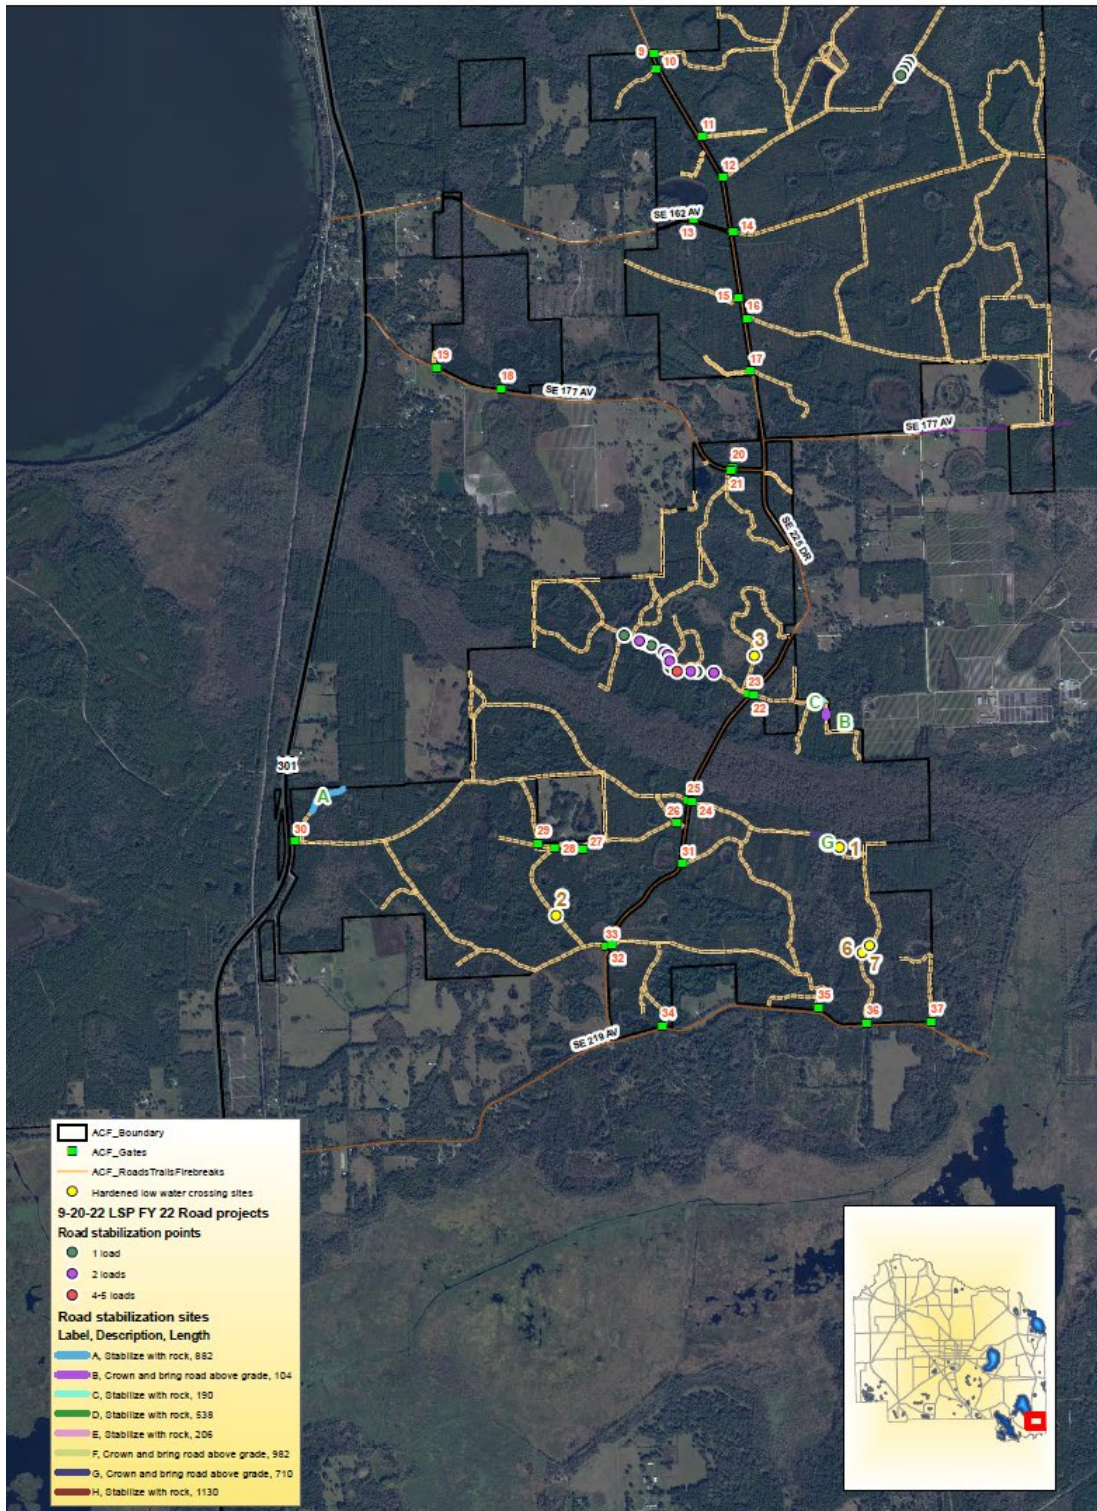 9
10
11
12
SE 162 AV
13
14
15
16
17
19
18
SE 177 AV
SE 177 AV
20
21
SE 225 DR
3
23
22
C
B
301
A
25
24
26
30
29
28
27
G
1
31
2
33
32
6
7
35
34
36
37
SE 219 AV
ACF_Boundary
ACF_Gates
ACF_RoadsTrailsFirebreaks
Hardened low water crossing sites
9-20-22 LSP FY 22 Road projects
Road stabilization points
1 load
2 loads
4-5 loads
Road stabilization sites
Label, Description, Length
A, Stabilize with rock, 882
B, Crown and bring road above grade, 104
C, Stabilize with rock, 190
D, Stabilize with rock, 538
E, Stabilize with rock, 206
F, Crown and bring road above grade, 982
G, Crown and bring road above grade, 710
H, Stabilize with rock, 1130